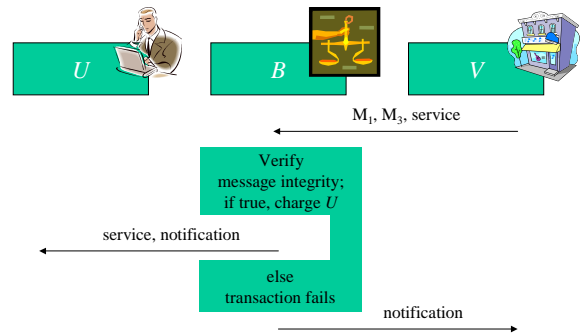 U
B
V
M₁, M₃, service
Verify
message integrity;
if true, charge U
service, notification
else
transaction fails
notification